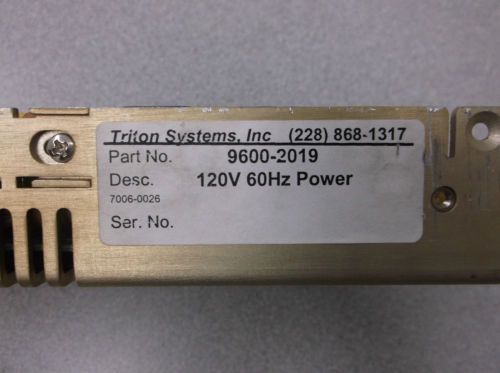 Triton Systems, Inc (228) 868-1317
Part No. 9600-2019
Desc. 120V 60Hz Power
7006-0026
Ser. No.